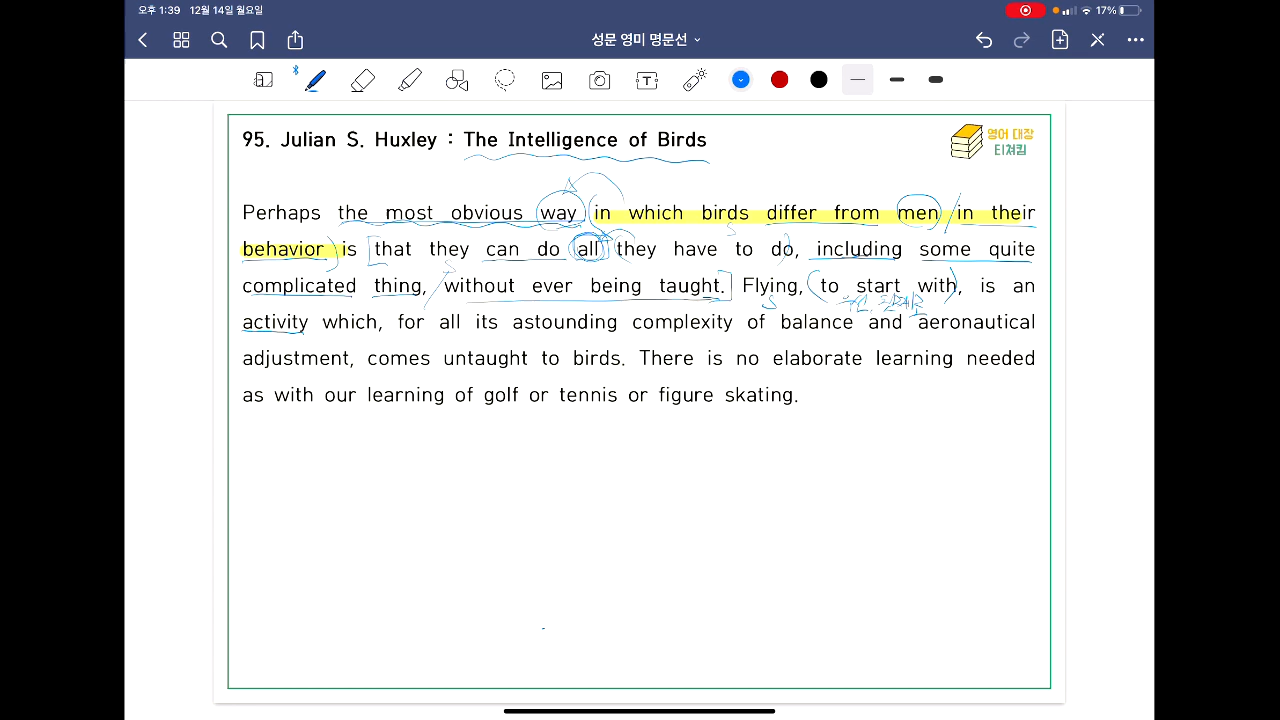 오후 1:39 12월 14일 월요일
17%
성문 영미 명문선
T
95. Julian S. Huxley : The Intelligence of Birds
영어 대장
티쳐킴
Perhaps the most obvious way in which birds differ from men in their
behavior is that they can do all they have to do, including some quite
complicated thing, without ever being taught. Flying, to start with, is an
S
activity which, for all its astounding complexity of balance and aeronautical
adjustment, comes untaught to birds. There is no elaborate learning needed
as with our learning of golf or tennis or figure skating.